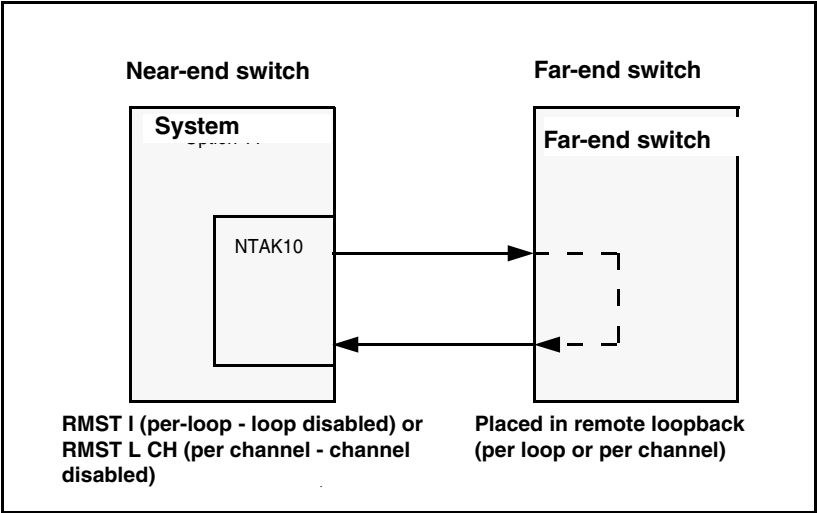 Near-end switch
Far-end switch
System
Far-end switch
NTAK10
RMST l (per-loop - loop disabled) or
RMST L CH (per channel - channel
disabled)
Placed in remote loopback
(per loop or per channel)